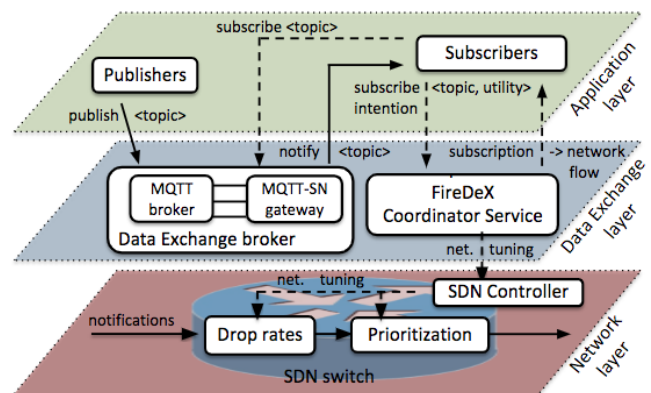 subscribe <topic>
Subscribers
Publishers
Application layer
publish <topic>
subscribe intention <topic, utility>
notify <topic>
subscription -> network flow
MQTT broker
MQTT-SN gateway
Data Exchange broker
FireDeX Coordinator Service
Data Exchange layer
net. tuning
net. tuning
SDN Controller
notifications
Drop rates
Prioritization
SDN switch
Network layer